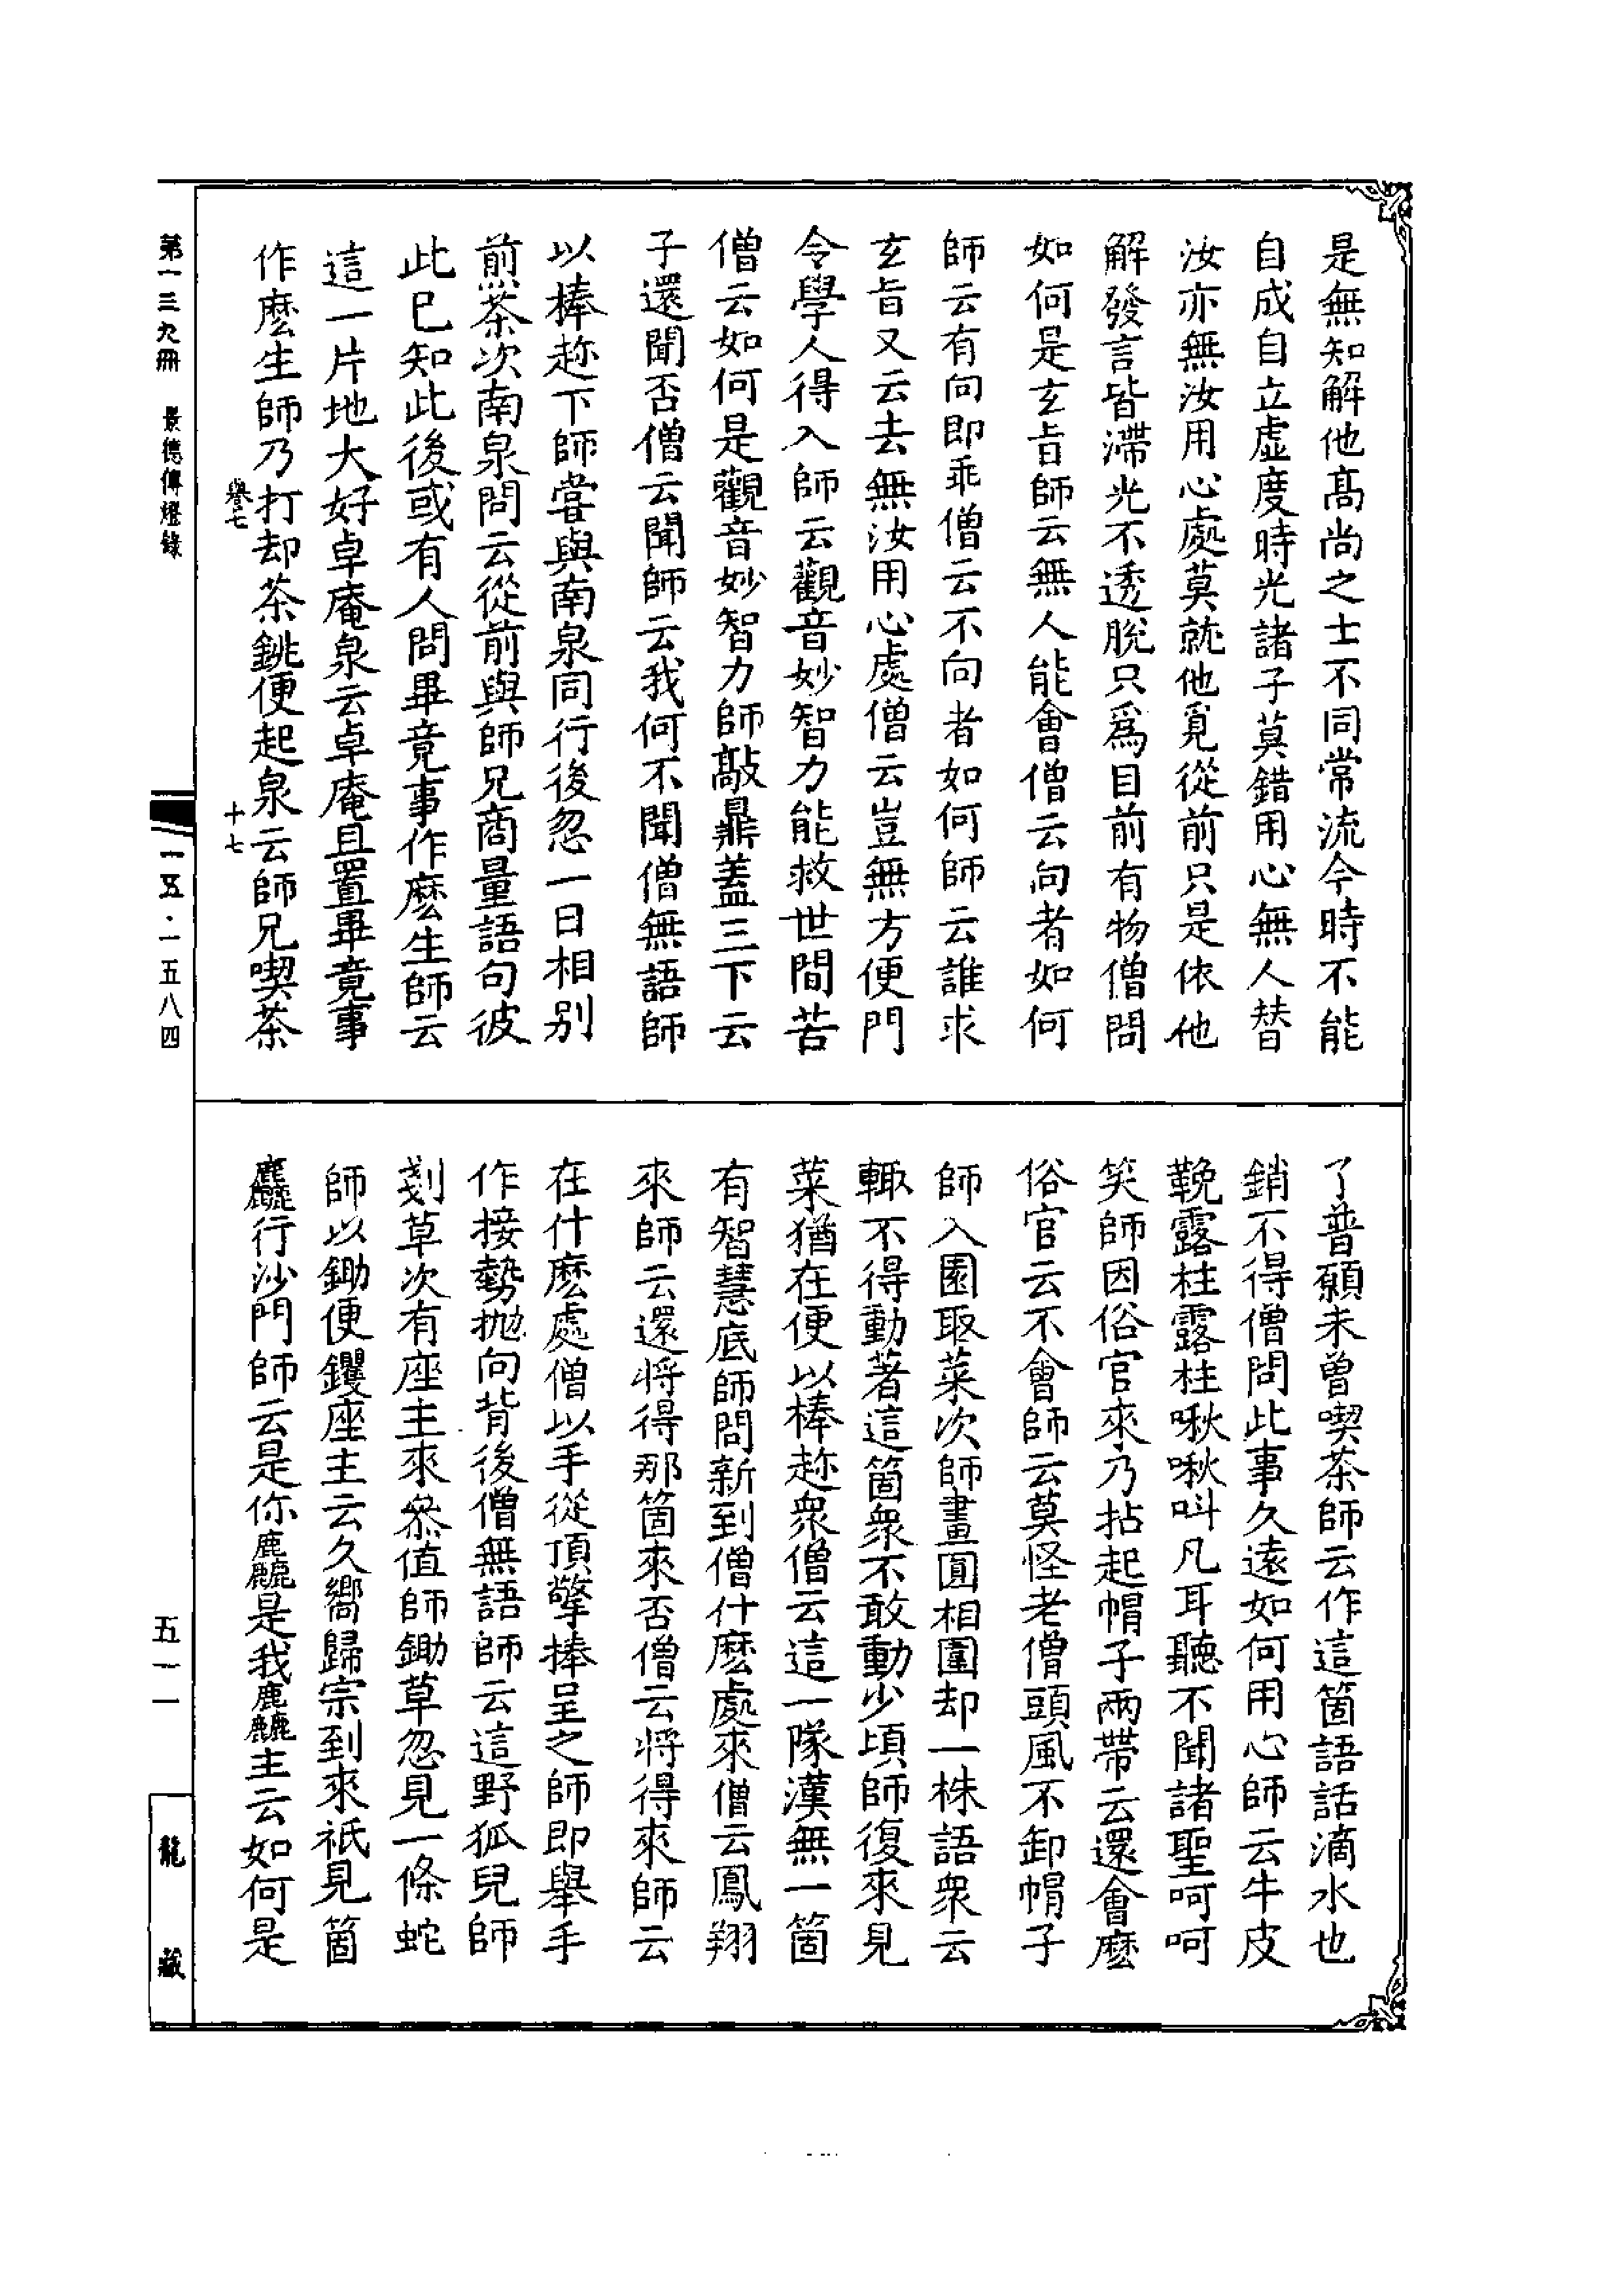 是無知解他髙尚之士不同常流今時不能
自成自立虛度時光諸子莫錯用心無人替
汝亦無汝用心處莫就他覓從前只是依他
解發言皆滯光不透脫只爲目前有物僧問
如何是玄旨師云無人能會僧云向者如何
師云有向即乖僧云不向者如何師云誰求
玄旨又云去無汝用心處僧云豈無方便門
令學人得入師云觀音妙智力能救世間苦
僧云如何是觀音妙智力師敲鼎蓋三下云
子還聞否僧云聞師云我何不聞僧無語師
以棒趂下師嘗與南泉同行後忽一日相別
煎茶次南泉問云從前與師兄商量語句彼
此巳知此後或有人問畢竟事作麽生師云
這一片地大好卓庵泉云卓庵且置畢竟事
作麽生師乃打却茶銚便起泉云師兄喫茶
卷七
十七
了普願未曾喫茶師云作這箇語話滴水也
銷不得僧問此事久遠如何用心師云牛皮
鞔露柱露柱啾啾呌凡耳聽不聞諸聖呵呵
笑師因俗官來乃拈起帽子兩帶云還會麽
俗官云不會師云莫怪老僧頭風不卸帽子
師入園取菜次師畫圓相圍却一株語衆云
輙不得動著這箇衆不敢動少頃師復來見
菜猶在便以棒趂衆僧云這一隊漢無一箇
有智慧底師問新到僧什麽處來僧云鳳翔
來師云還將得那箇來否僧云將得來師云
在什麽處僧以手從頂擎捧呈之師即舉手
作接勢抛向背後僧無語師云這野狐兒師
剗草次有座主來叅值師鋤草忽見一條蛇
師以鋤便钁座主云久嚮歸宗到來祇見箇
麤行沙門師云是你麤是我麤主云如何是
第一三九冊 景德傳燈錄
一五·一五八四
五一一
龍藏